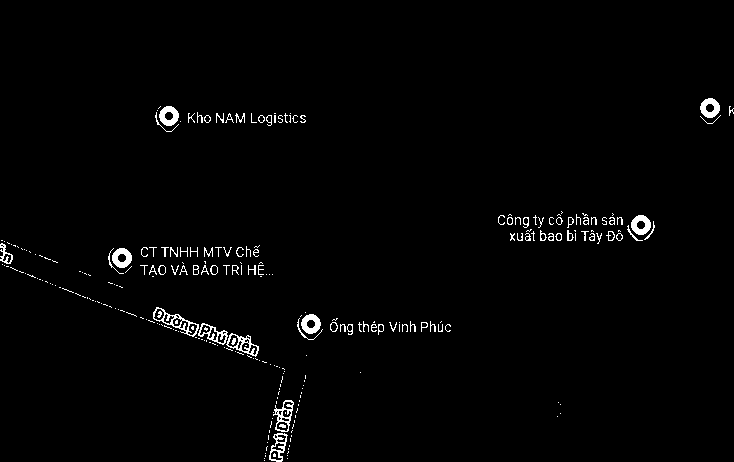 Kho NAM Logistics
Công ty cổ phần sản
xuất bao bì Tây Đô
CT TNHH MTV Chế
TẠO VÀ BẢO TRÌ HỆ...
Đường Phú Diễn
Ống thép Vinh Phúc
Phú Diễn